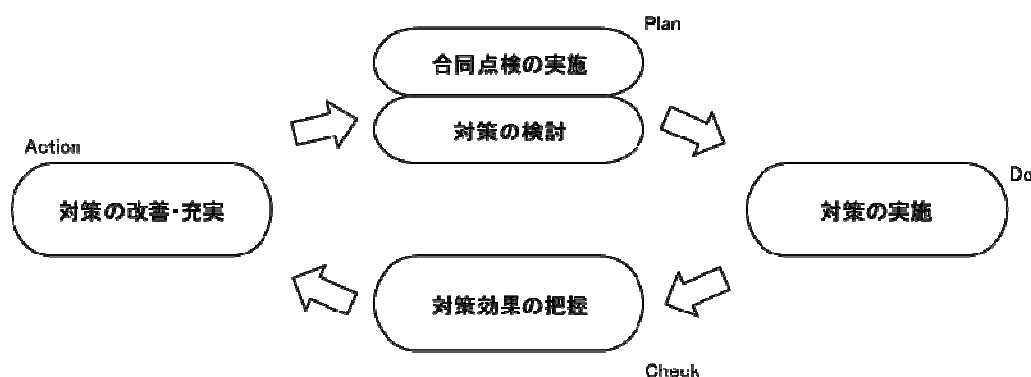 Plan
合同点検の実施
対策の検討
Action
対策の改善・充実
Do
対策の実施
対策効果の把握
Check